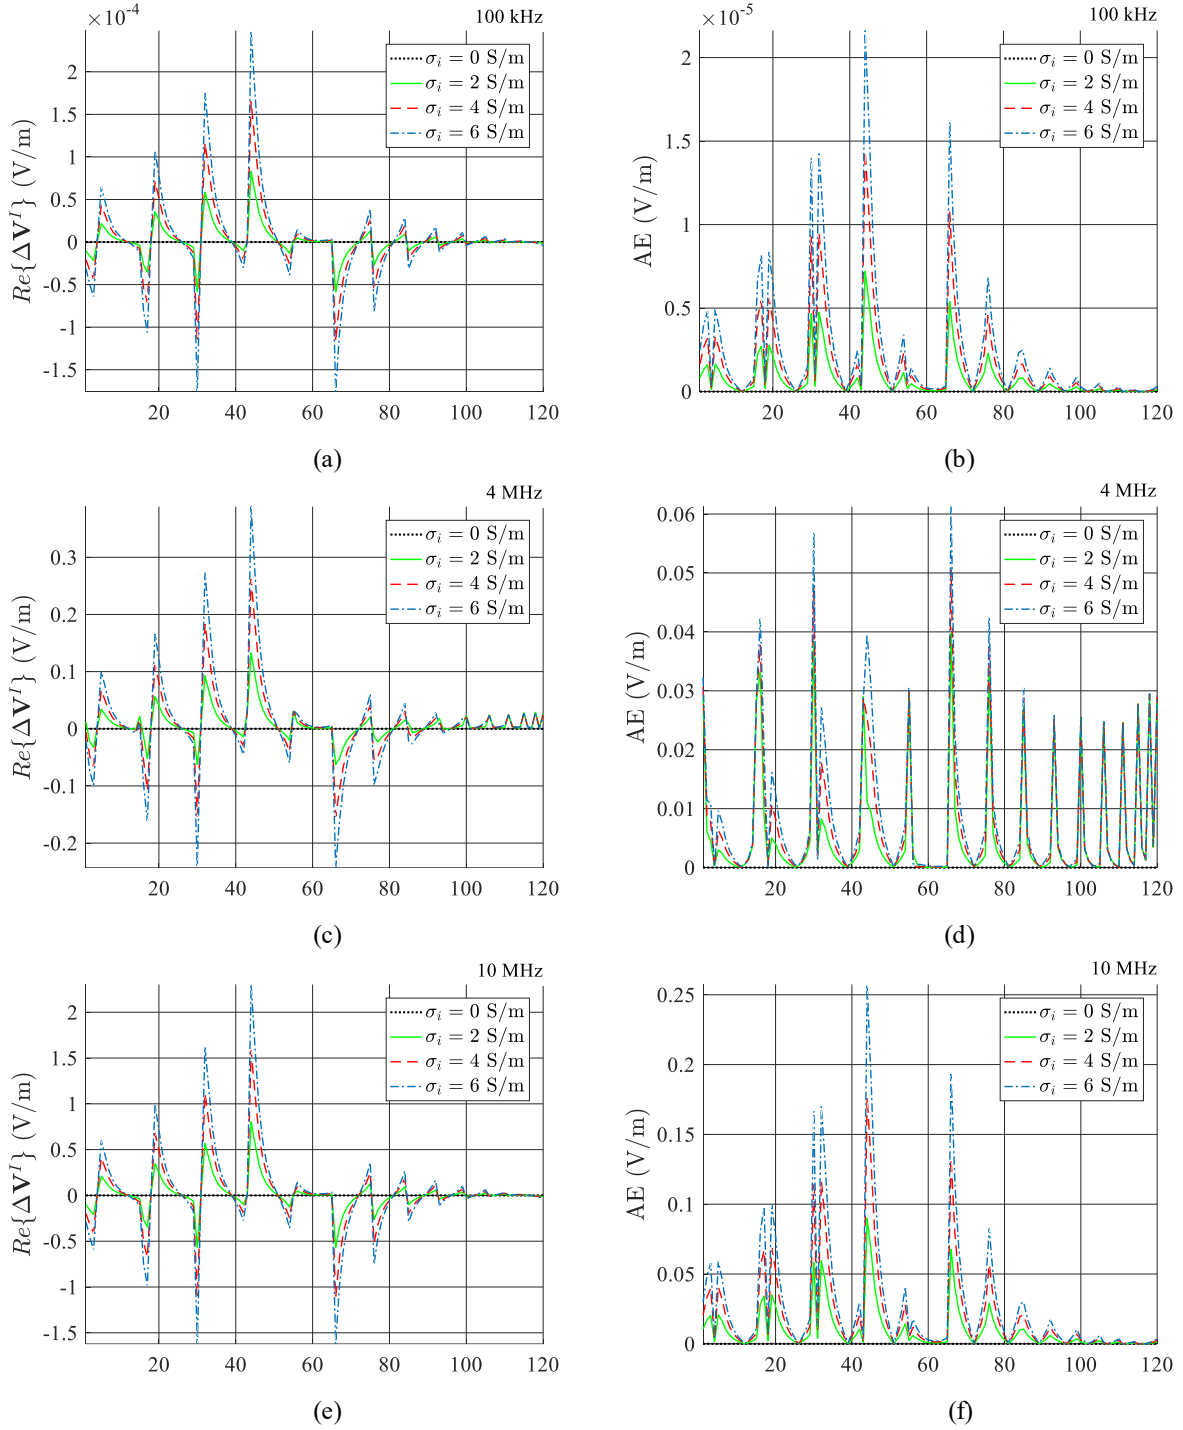 ×10⁻⁴
100 kHz
2
1.5
1
0.5
0
-0.5
-1
-1.5
Re{ΔV^I} (V/m)
σ_i = 0 S/m
σ_i = 2 S/m
σ_i = 4 S/m
σ_i = 6 S/m
20 40 60 80 100 120
(a)
×10⁻⁵
100 kHz
2
1.5
1
0.5
0
AE (V/m)
σ_i = 0 S/m
σ_i = 2 S/m
σ_i = 4 S/m
σ_i = 6 S/m
20 40 60 80 100 120
(b)
4 MHz
0.3
0.2
0.1
0
-0.1
-0.2
Re{ΔV^I} (V/m)
σ_i = 0 S/m
σ_i = 2 S/m
σ_i = 4 S/m
σ_i = 6 S/m
20 40 60 80 100 120
(c)
4 MHz
0.06
0.05
0.04
0.03
0.02
0.01
0
AE (V/m)
σ_i = 0 S/m
σ_i = 2 S/m
σ_i = 4 S/m
σ_i = 6 S/m
20 40 60 80 100 120
(d)
10 MHz
2
1.5
1
0.5
0
-0.5
-1
-1.5
Re{ΔV^I} (V/m)
σ_i = 0 S/m
σ_i = 2 S/m
σ_i = 4 S/m
σ_i = 6 S/m
20 40 60 80 100 120
(e)
10 MHz
0.25
0.2
0.15
0.1
0.05
0
AE (V/m)
σ_i = 0 S/m
σ_i = 2 S/m
σ_i = 4 S/m
σ_i = 6 S/m
20 40 60 80 100 120
(f)